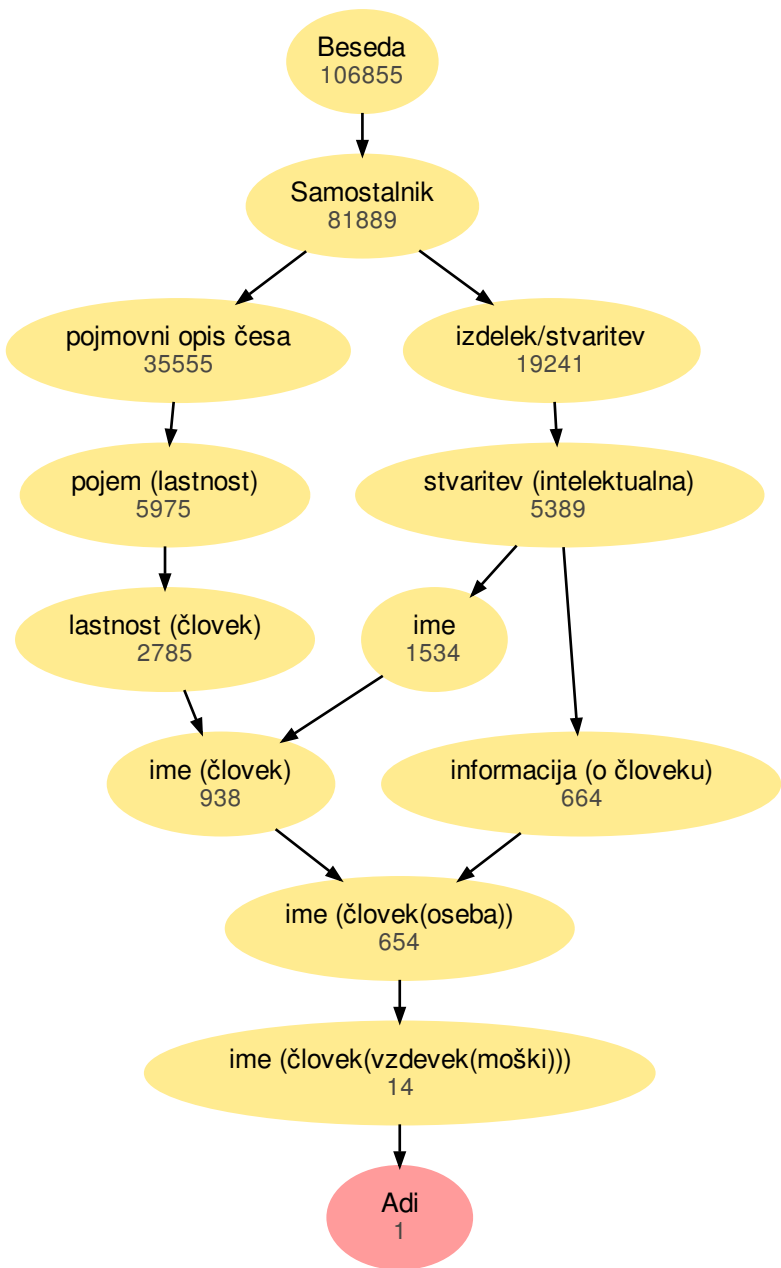 Beseda
106855
Samostalnik
81889
pojmovni opis česa
35555
izdelek/stvaritev
19241
pojem (lastnost)
5975
stvaritev (intelektualna)
5389
lastnost (človek)
2785
ime
1534
ime (človek)
938
informacija (o človeku)
664
ime (človek(oseba))
654
ime (človek(vzdevek(moški)))
14
Adi
1